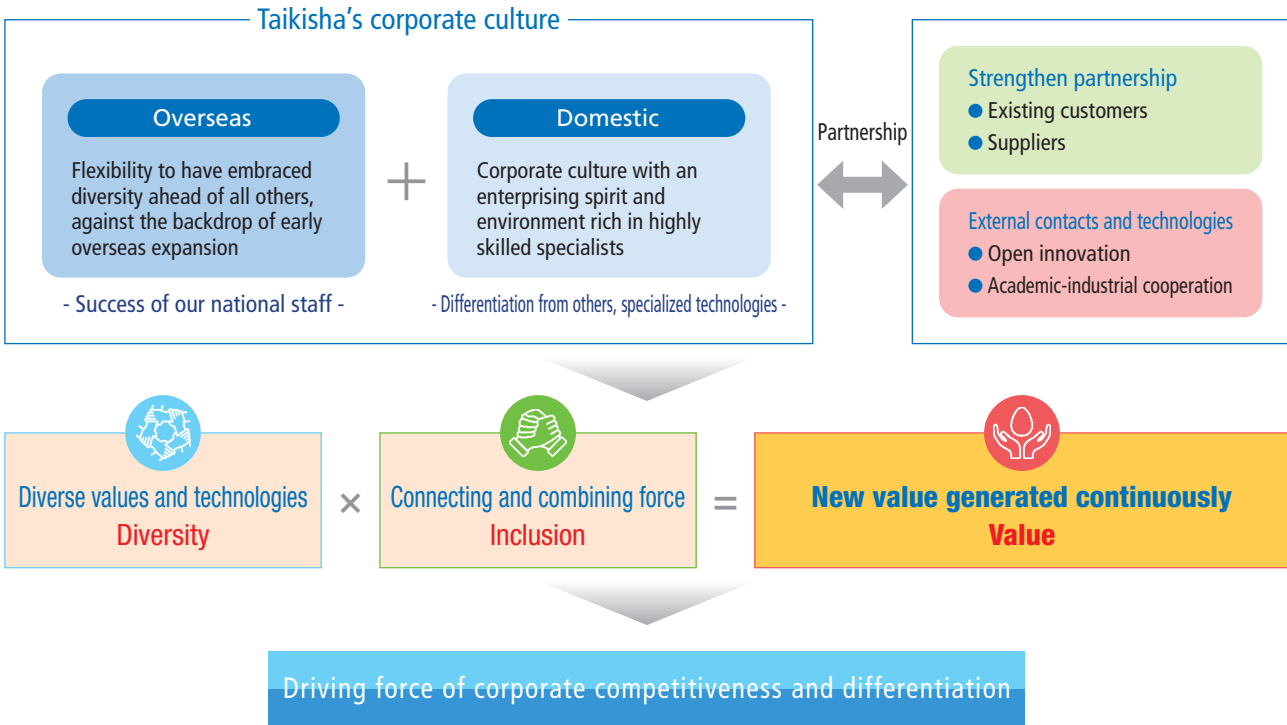 Taikisha's corporate culture
Overseas
Flexibility to have embraced
diversity ahead of all others,
against the backdrop of early
overseas expansion
- Success of our national staff -
+
Domestic
Corporate culture with an
enterprising spirit and
environment rich in highly
skilled specialists
- Differentiation from others, specialized technologies -
Partnership
Strengthen partnership
● Existing customers
● Suppliers
External contacts and technologies
● Open innovation
● Academic-industrial cooperation
Diverse values and technologies
Diversity
×
Connecting and combining force
Inclusion
=
New value generated continuously
Value
Driving force of corporate competitiveness and differentiation